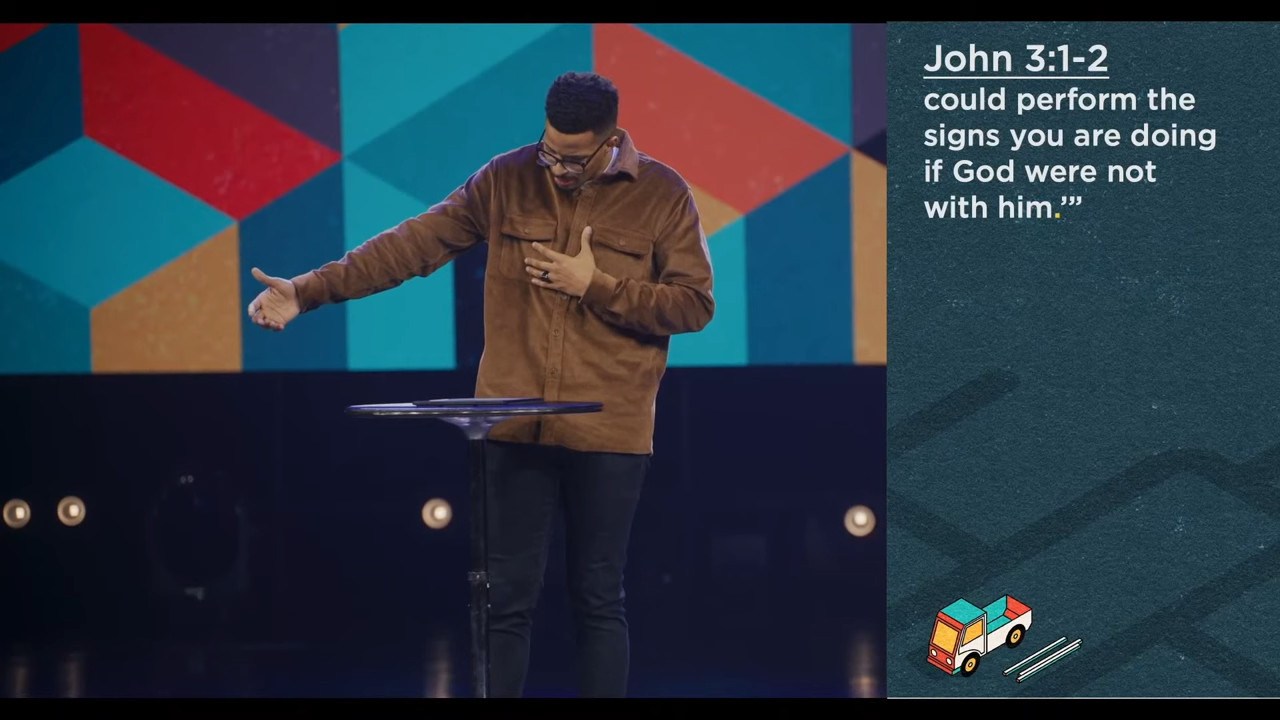 John 3:1-2
could perform the
signs you are doing
if God were not
with him.’”